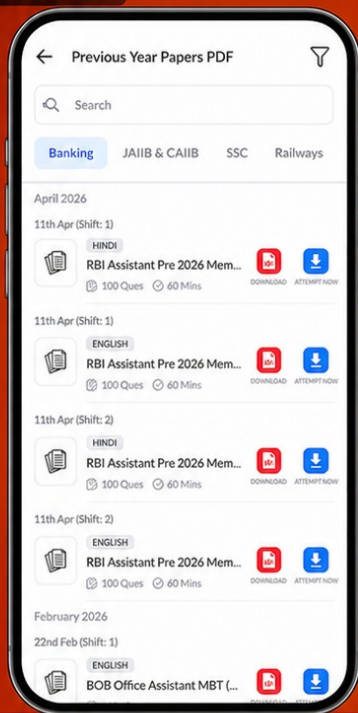 Previous Year Papers PDF
Search
Banking JAIIB & CAIIB SSC Railways
April 2026
11th Apr (Shift: 1)
HINDI
RBI Assistant Pre 2026 Mem...
100 Ques 60 Mins
DOWNLOAD ATTEMPT NOW
11th Apr (Shift: 1)
ENGLISH
RBI Assistant Pre 2026 Mem...
100 Ques 60 Mins
DOWNLOAD ATTEMPT NOW
11th Apr (Shift: 2)
HINDI
RBI Assistant Pre 2026 Mem...
100 Ques 60 Mins
DOWNLOAD ATTEMPT NOW
11th Apr (Shift: 2)
ENGLISH
RBI Assistant Pre 2026 Mem...
100 Ques 60 Mins
DOWNLOAD ATTEMPT NOW
February 2026
22nd Feb (Shift: 1)
ENGLISH
BOB Office Assistant MBT (...